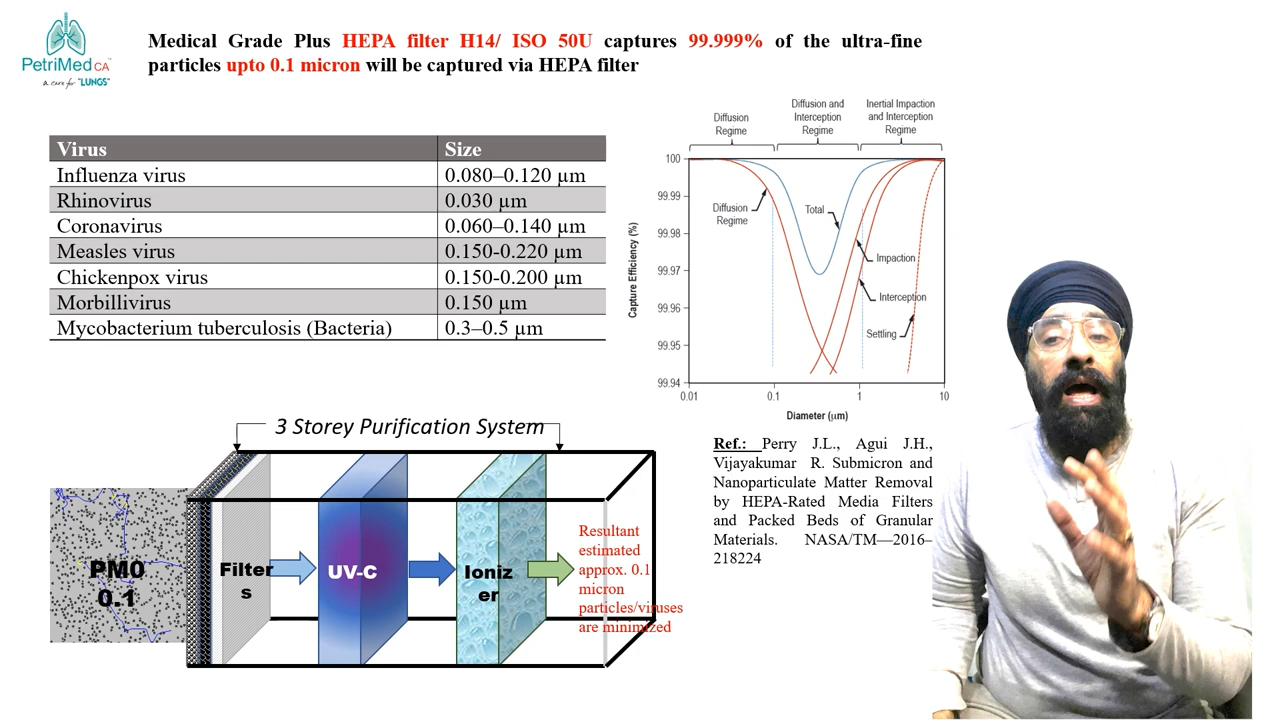 PetriMed CA™
a care for "LUNGS"
Medical Grade Plus HEPA filter H14/ ISO 50U captures 99.999% of the ultra-fine
particles upto 0.1 micron will be captured via HEPA filter
Virus Size
Influenza virus 0.080–0.120 µm
Rhinovirus 0.030 µm
Coronavirus 0.060–0.140 µm
Measles virus 0.150-0.220 µm
Chickenpox virus 0.150-0.200 µm
Morbillivirus 0.150 µm
Mycobacterium tuberculosis (Bacteria) 0.3–0.5 µm
Diffusion
Regime
Diffusion and
Interception
Regime
Inertial Impaction
and Interception
Regime
100
99.99
99.98
99.97
99.96
99.95
99.94
Capture Efficiency (%)
Diffusion
Regime
Total
Impaction
Interception
Settling
0.01 0.1 1 10
Diameter (µm)
3 Storey Purification System
PM0
0.1
Filter
s
UV-C
Ioniz
er
Resultant
estimated
approx. 0.1
micron
particles/viruses
are minimized
Ref.: Perry J.L., Agui J.H.,
Vijayakumar R. Submicron and
Nanoparticulate Matter Removal
by HEPA-Rated Media Filters
and Packed Beds of Granular
Materials. NASA/TM—2016–
218224